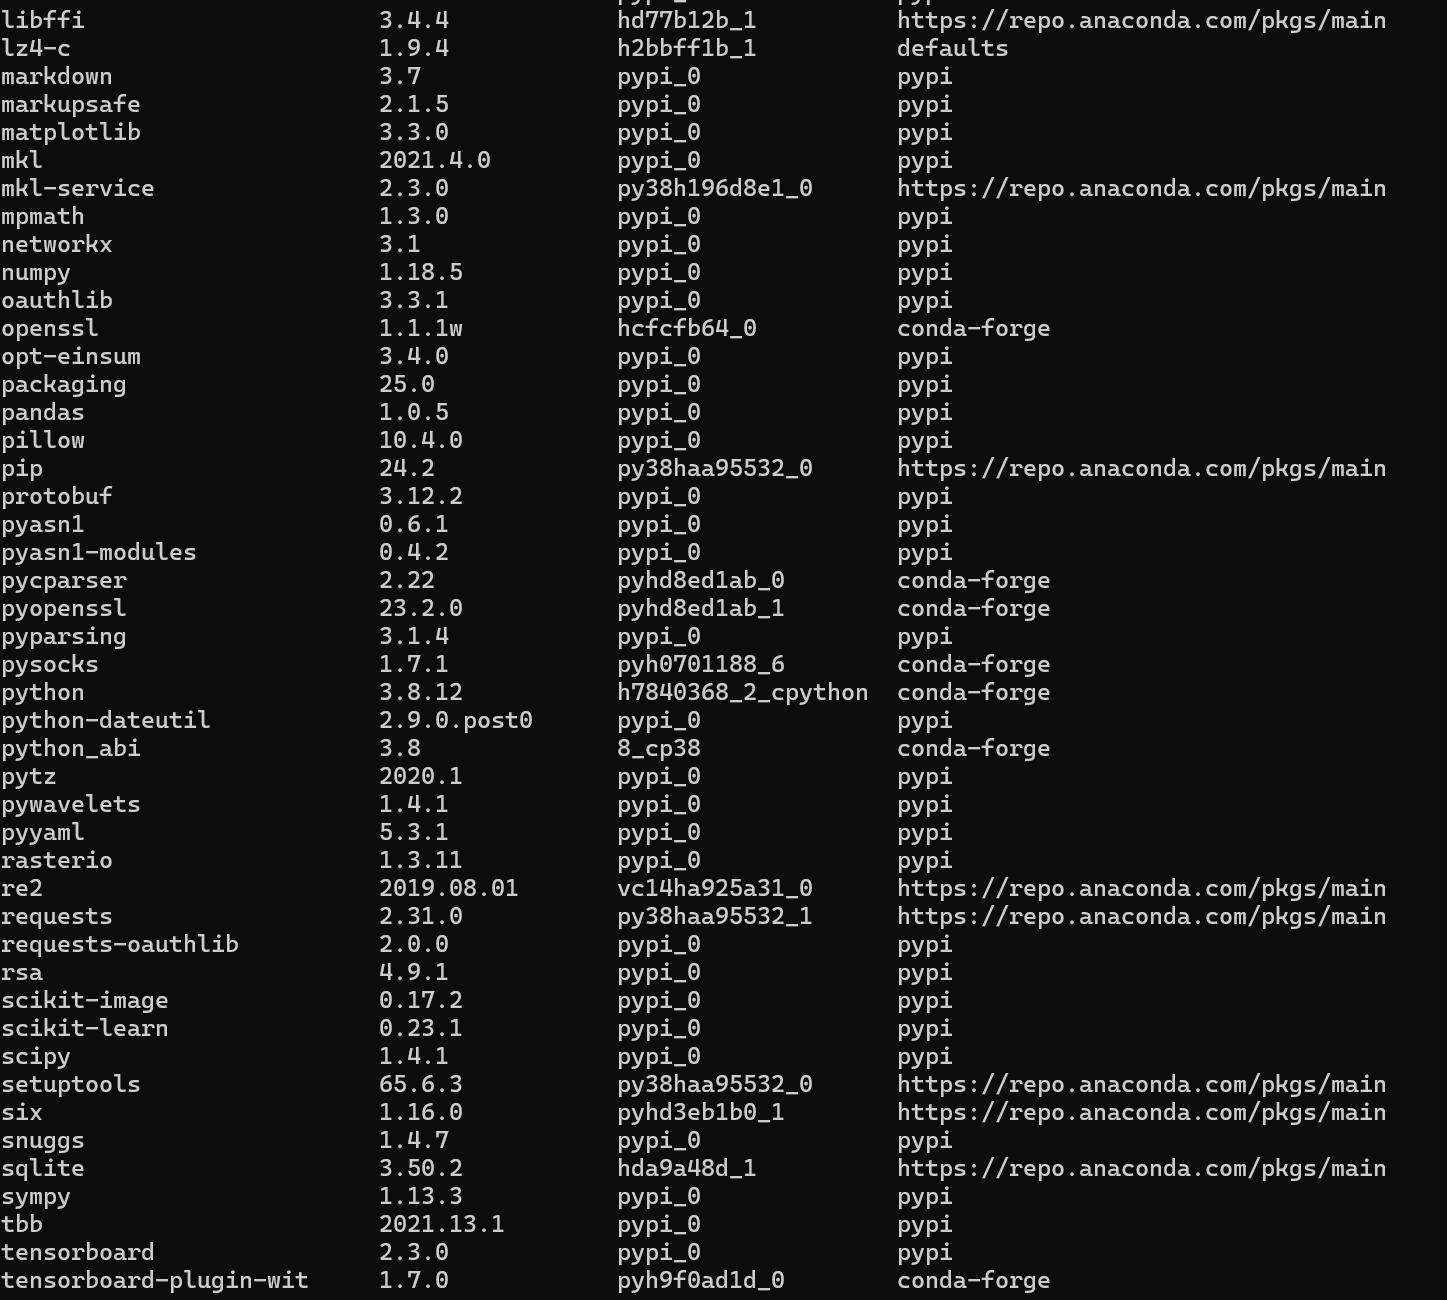 libffi 3.4.4 hd77b12b_1 https://repo.anaconda.com/pkgs/main
lz4-c 1.9.4 h2bbff1b_1 defaults
markdown 3.7 pypi_0 pypi
markupsafe 2.1.5 pypi_0 pypi
matplotlib 3.3.0 pypi_0 pypi
mkl 2021.4.0 pypi_0 pypi
mkl-service 2.3.0 py38h196d8e1_0 https://repo.anaconda.com/pkgs/main
mpmath 1.3.0 pypi_0 pypi
networkx 3.1 pypi_0 pypi
numpy 1.18.5 pypi_0 pypi
oauthlib 3.3.1 pypi_0 pypi
openssl 1.1.1w hcfcfb64_0 conda-forge
opt-einsum 3.4.0 pypi_0 pypi
packaging 25.0 pypi_0 pypi
pandas 1.0.5 pypi_0 pypi
pillow 10.4.0 pypi_0 pypi
pip 24.2 py38haa95532_0 https://repo.anaconda.com/pkgs/main
protobuf 3.12.2 pypi_0 pypi
pyasn1 0.6.1 pypi_0 pypi
pyasn1-modules 0.4.2 pypi_0 pypi
pycparser 2.22 pyhd8ed1ab_0 conda-forge
pyopenssl 23.2.0 pyhd8ed1ab_1 conda-forge
pyparsing 3.1.4 pypi_0 pypi
pysocks 1.7.1 pyh0701188_6 conda-forge
python 3.8.12 h7840368_2_cpython conda-forge
python-dateutil 2.9.0.post0 pypi_0 pypi
python_abi 3.8 8_cp38 conda-forge
pytz 2020.1 pypi_0 pypi
pywavelets 1.4.1 pypi_0 pypi
pyyaml 5.3.1 pypi_0 pypi
rasterio 1.3.11 pypi_0 pypi
re2 2019.08.01 vc14ha925a31_0 https://repo.anaconda.com/pkgs/main
requests 2.31.0 py38haa95532_1 https://repo.anaconda.com/pkgs/main
requests-oauthlib 2.0.0 pypi_0 pypi
rsa 4.9.1 pypi_0 pypi
scikit-image 0.17.2 pypi_0 pypi
scikit-learn 0.23.1 pypi_0 pypi
scipy 1.4.1 pypi_0 pypi
setuptools 65.6.3 py38haa95532_0 https://repo.anaconda.com/pkgs/main
six 1.16.0 pyhd3eb1b0_1 https://repo.anaconda.com/pkgs/main
snuggs 1.4.7 pypi_0 pypi
sqlite 3.50.2 hda9a48d_1 https://repo.anaconda.com/pkgs/main
sympy 1.13.3 pypi_0 pypi
tbb 2021.13.1 pypi_0 pypi
tensorboard 2.3.0 pypi_0 pypi
tensorboard-plugin-wit 1.7.0 pyh9f0ad1d_0 conda-forge